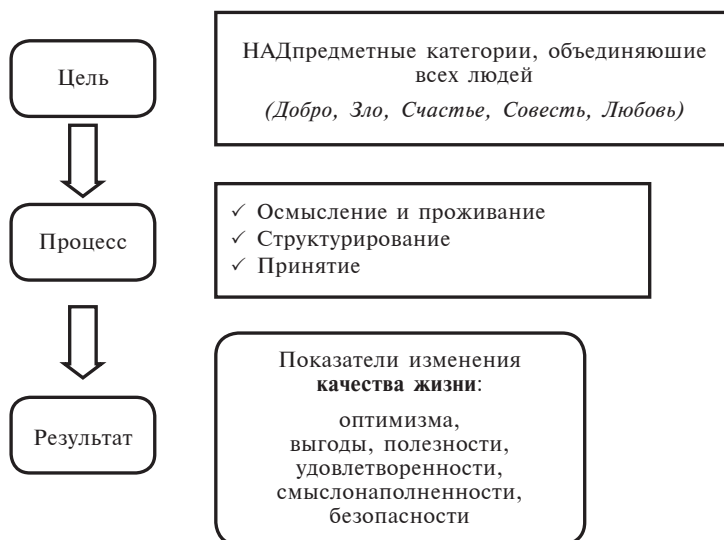 Цель
НАДпредметные категории, объединяюшие
всех людей
(Добро, Зло, Счастье, Совесть, Любовь)
Процесс
✓ Осмысление и проживание
✓ Структурирование
✓ Принятие
Результат
Показатели изменения
качества жизни:
оптимизма,
выгоды, полезности,
удовлетворенности,
смыслонаполненности,
безопасности